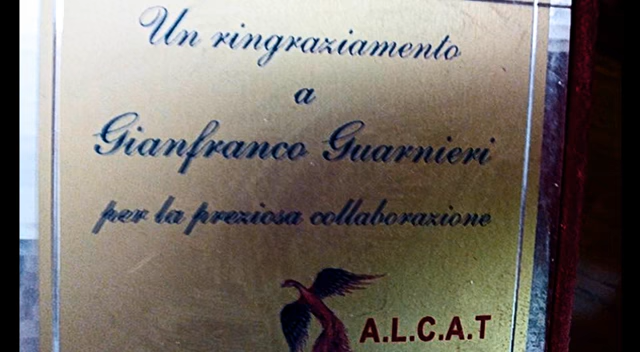 Un ringraziamento
a
Gianfranco Guarnieri
per la preziosa collaborazione
A.L.C.A.T